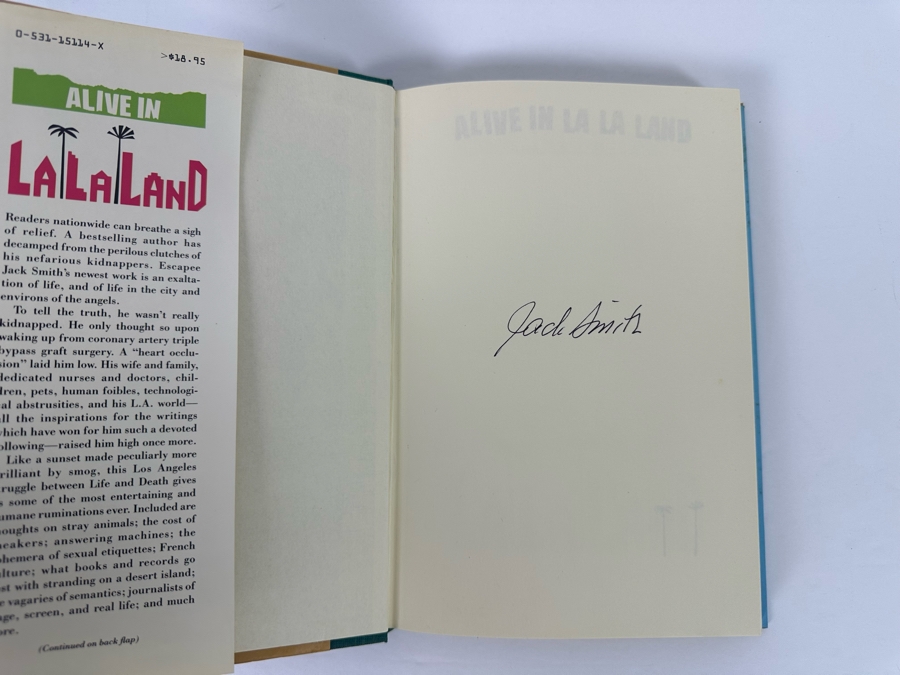 0-531-15114-X
>$18.95
ALIVE IN
LA LA LAND
Readers nationwide can breathe a sigh
of relief. A bestselling author has
decamped from the perilous clutches of
his nefarious kidnappers. Escapee
Jack Smith's newest work is an exalta-
tion of life, and of life in the city and
environs of the angels.
To tell the truth, he wasn't really
kidnapped. He only thought so upon
waking up from coronary artery triple
bypass graft surgery. A "heart occlu-
sion" laid him low. His wife and family,
dedicated nurses and doctors, chil-
dren, pets, human foibles, technologi-
al abstrusities, and his L.A. world—
all the inspirations for the writings
which have won for him such a devoted
ollowing—raised him high once more.
Like a sunset made peculiarly more
rilliant by smog, this Los Angeles
ruggle between Life and Death gives
s some of the most entertaining and
umane ruminations ever. Included are
oughts on stray animals; the cost of
neakers; answering machines; the
phemera of sexual etiquettes; French
lture; what books and records go
st with stranding on a desert island;
e vagaries of semantics; journalists of
age, screen, and real life; and much
ore.
(Continued on back flap)
ALIVE IN LA LA LAND
Jack Smith